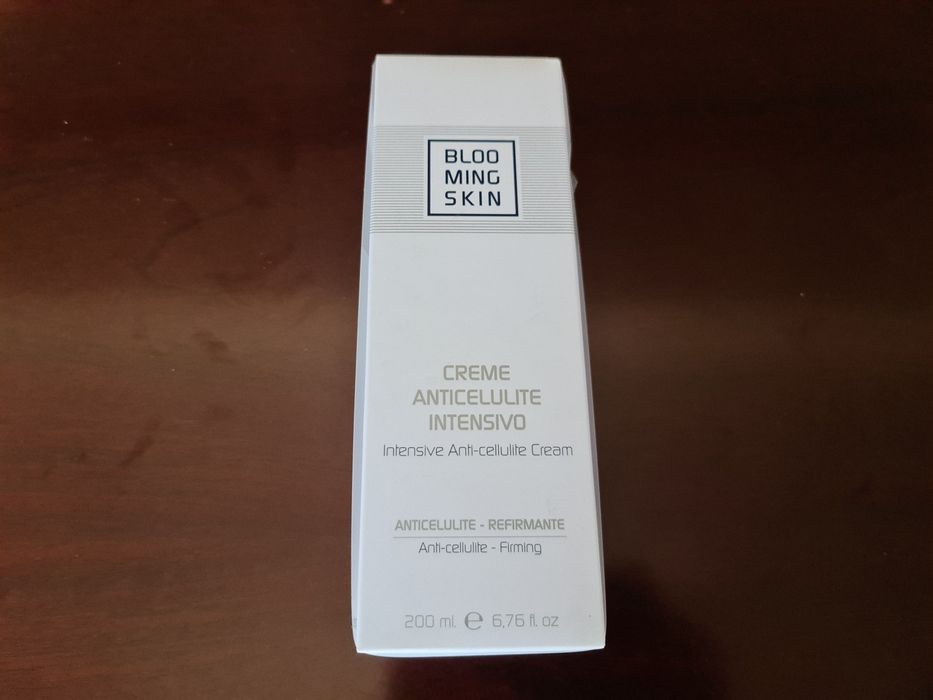 BLOO
MING
SKIN
CREME
ANTICELULITE
INTENSIVO
Intensive Anti-cellulite Cream
ANTICELULITE - REFIRMANTE
Anti-cellulite - Firming
200 ml. ℮ 6,76 fl. oz